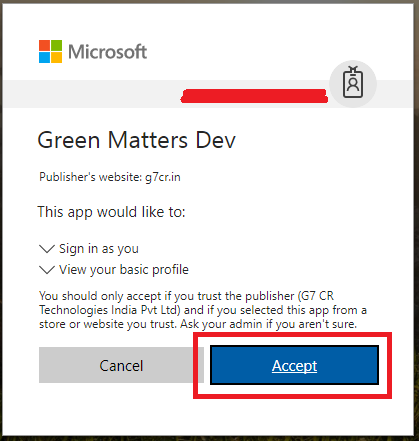 Microsoft
Green Matters Dev
Publisher's website: g7cr.in
This app would like to:
Sign in as you
View your basic profile
You should only accept if you trust the publisher (G7 CR
Technologies India Pvt Ltd) and if you selected this app from a
store or website you trust. Ask your admin if you aren't sure.
Cancel
Accept